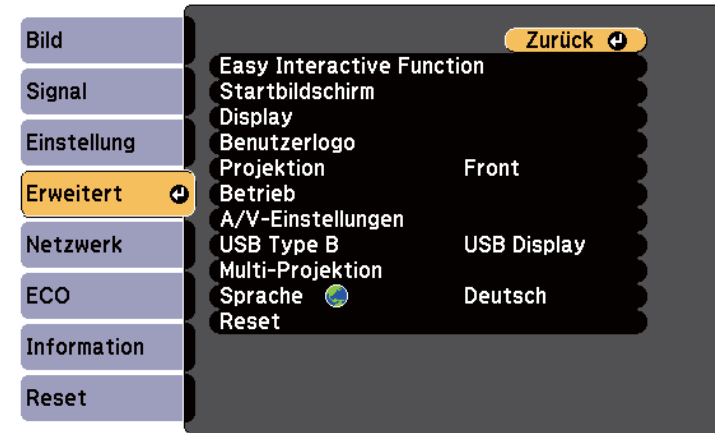 Bild
Signal
Einstellung
Erweitert
Netzwerk
ECO
Information
Reset
Zurück
Easy Interactive Function
Startbildschirm
Display
Benutzerlogo
Projektion Front
Betrieb
A/V-Einstellungen
USB Type B USB Display
Multi-Projektion
Sprache Deutsch
Reset